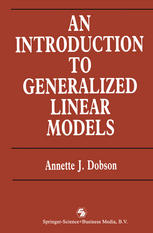 AN
INTRODUCTION
TO
GENERALIZED
LINEAR
MODELS
Annette J. Dobson
Springer-Science+Business Media, B.V.